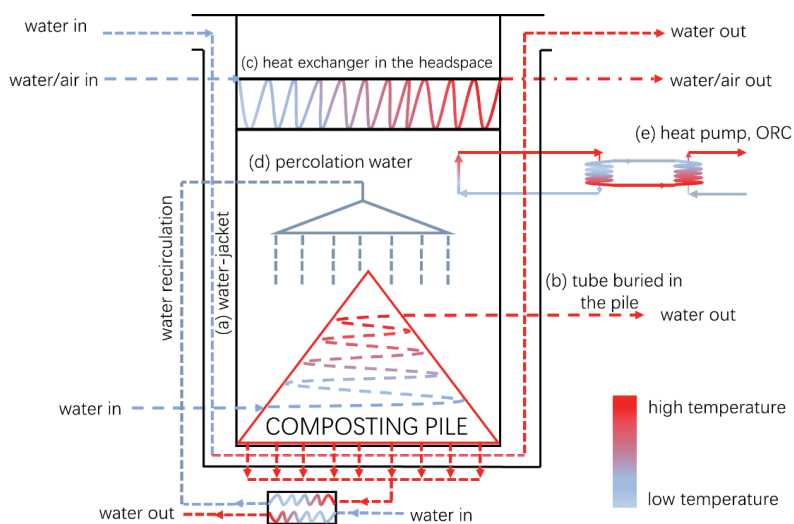 water in
water out
(c) heat exchanger in the headspace
water/air in
water/air out
(e) heat pump, ORC
(d) percolation water
water recirculation
(a) water-jacket
(b) tube buried in
the pile
water out
water in
COMPOSTING PILE
high temperature
low temperature
water out
water in